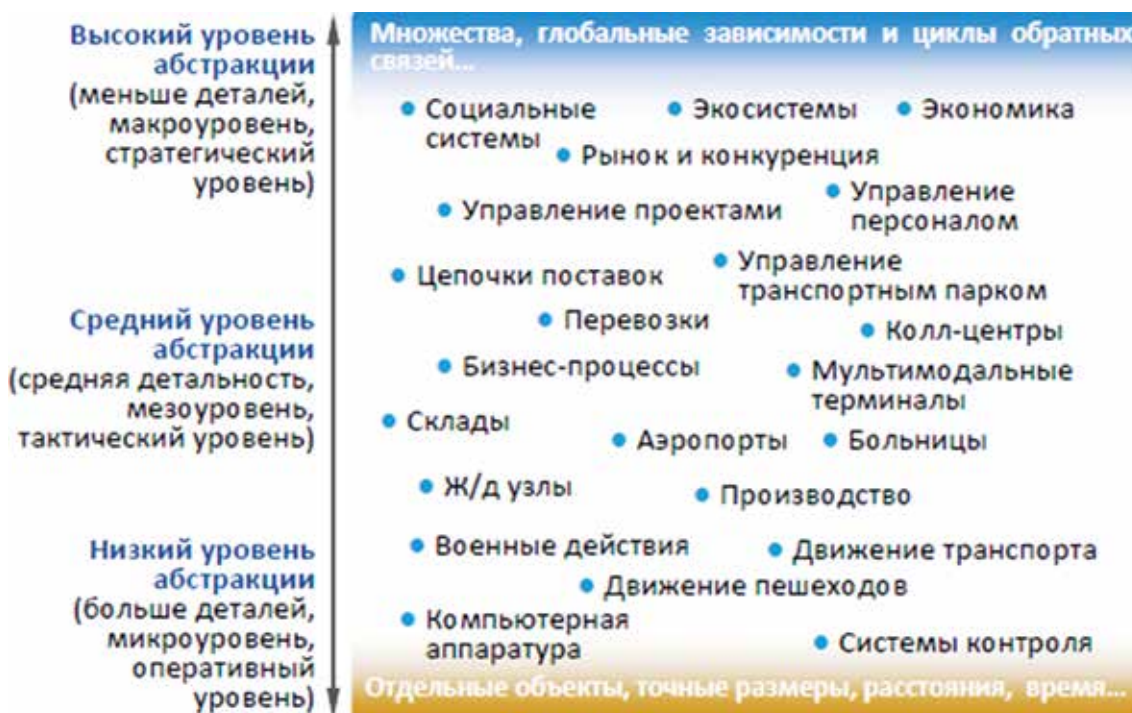 Высокий уровень
абстракции
(меньше деталей,
макроуровень,
стратегический
уровень)
Средний уровень
абстракции
(средняя детальность,
мезоуровень,
тактический уровень)
Низкий уровень
абстракции
(больше деталей,
микроуровень,
оперативный
уровень)
Множества, глобальные зависимости и циклы обратных
связей...
Социальные
системы
Экосистемы
Экономика
Рынок и конкуренция
Управление проектами
Управление
персоналом
Цепочки поставок
Управление
транспортным парком
Перевозки
Колл-центры
Бизнес-процессы
Мультимодальные
терминалы
Склады
Аэропорты
Больницы
Ж/д узлы
Производство
Военные действия
Движение транспорта
Движение пешеходов
Компьютерная
аппаратура
Системы контроля
Отдельные объекты, точные размеры, расстояния, время...